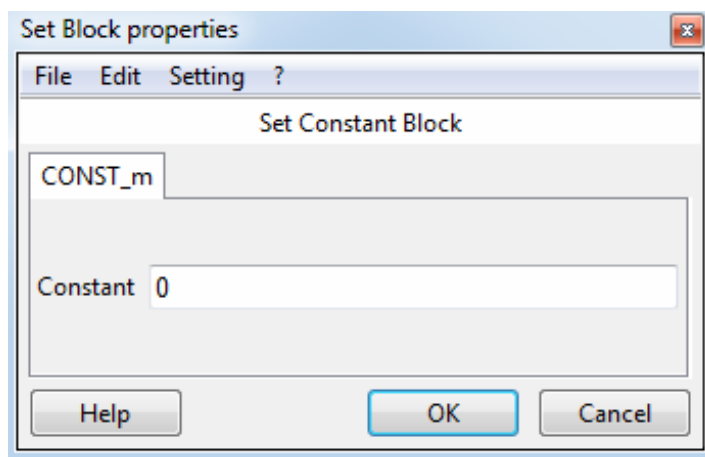 Set Block properties
File Edit Setting ?
Set Constant Block
CONST_m
Constant 0
Help OK Cancel